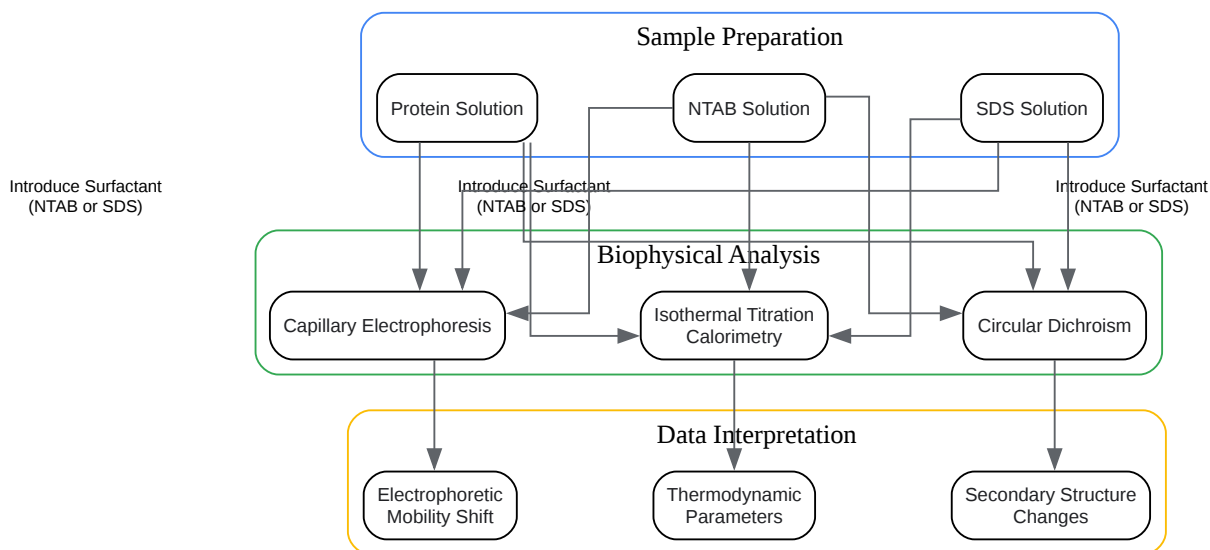 Sample Preparation
Protein Solution
NTAB Solution
SDS Solution
Introduce Surfactant
(NTAB or SDS)
Introduce Surfactant
(NTAB or SDS)
Introduce Surfactant
(NTAB or SDS)
Biophysical Analysis
Capillary Electrophoresis
Isothermal Titration
Calorimetry
Circular Dichroism
Data Interpretation
Electrophoretic
Mobility Shift
Thermodynamic
Parameters
Secondary Structure
Changes